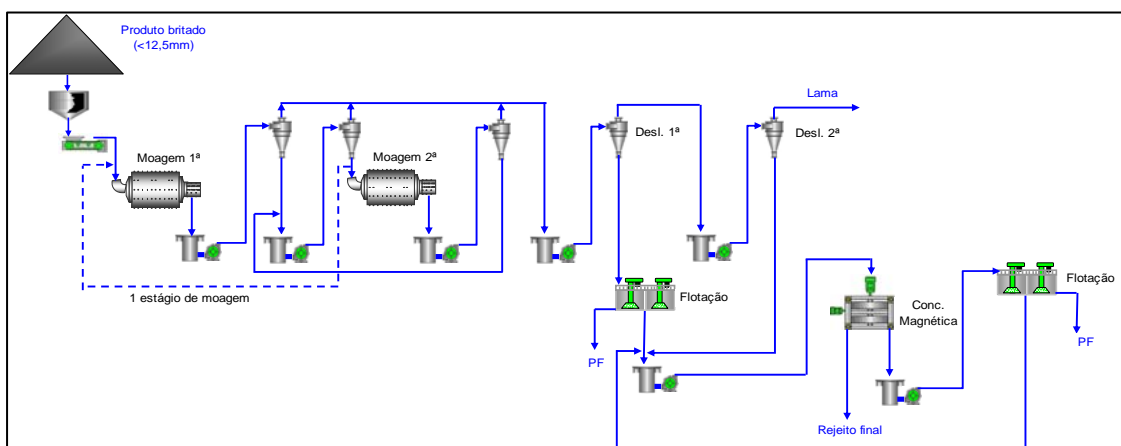 Produto britado
(<12,5mm)
Lama
Desl. 1ª
Desl. 2ª
Moagem 1ª
Moagem 2ª
1 estágio de moagem
Flotação
Flotação
Conc.
Magnética
PF
PF
Rejeito final